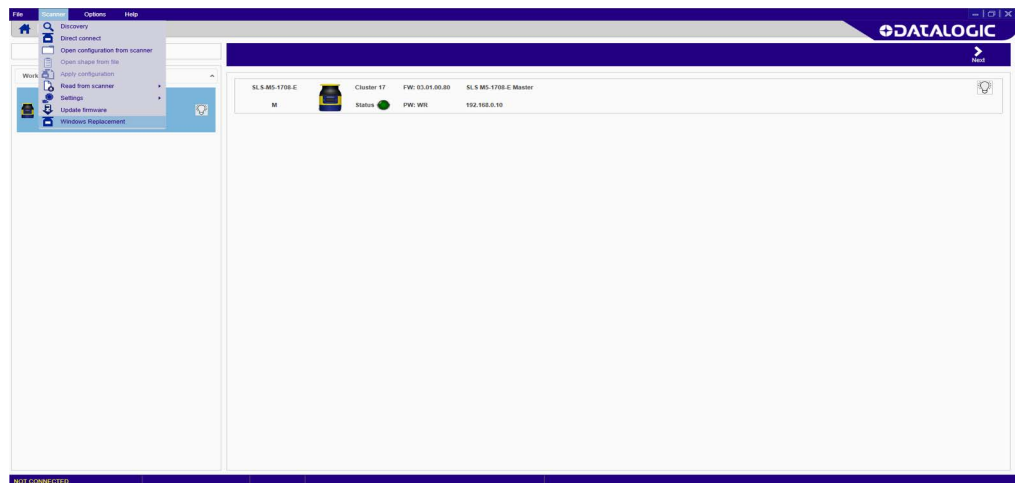 File Scanner Options Help
DATALOGIC
Discovery
Direct connect
Open configuration from scanner
Open shape from file
Apply configuration
Read from scanner
Settings
Update firmware
Windows Replacement
Work
Next
SLS-M5-1708-E Cluster 17 FW: 03.01.00.80 SLS M5-1708-E Master
M Status PW: WR 192.168.0.10
NOT CONNECTED